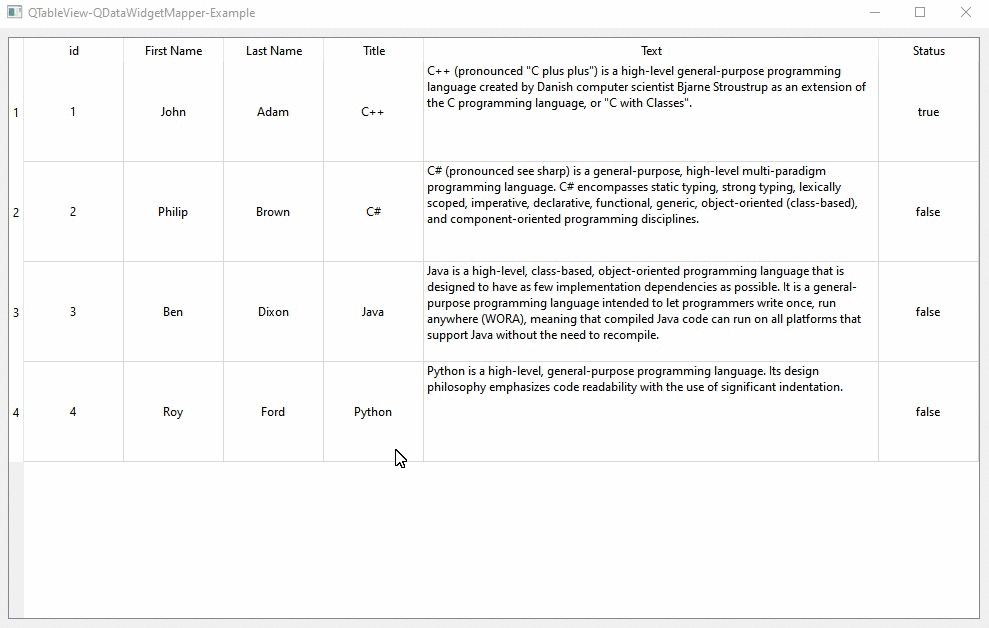 QTableView-QDataWidgetMapper-Example
id First Name Last Name Title Text Status
1 1 John Adam C++ C++ (pronounced "C plus plus") is a high-level general-purpose programming
language created by Danish computer scientist Bjarne Stroustrup as an extension of
the C programming language, or "C with Classes". true
2 2 Philip Brown C# C# (pronounced see sharp) is a general-purpose, high-level multi-paradigm
programming language. C# encompasses static typing, strong typing, lexically
scoped, imperative, declarative, functional, generic, object-oriented (class-based),
and component-oriented programming disciplines. false
3 3 Ben Dixon Java Java is a high-level, class-based, object-oriented programming language that is
designed to have as few implementation dependencies as possible. It is a general-
purpose programming language intended to let programmers write once, run
anywhere (WORA), meaning that compiled Java code can run on all platforms that
support Java without the need to recompile. false
4 4 Roy Ford Python Python is a high-level, general-purpose programming language. Its design
philosophy emphasizes code readability with the use of significant indentation. false